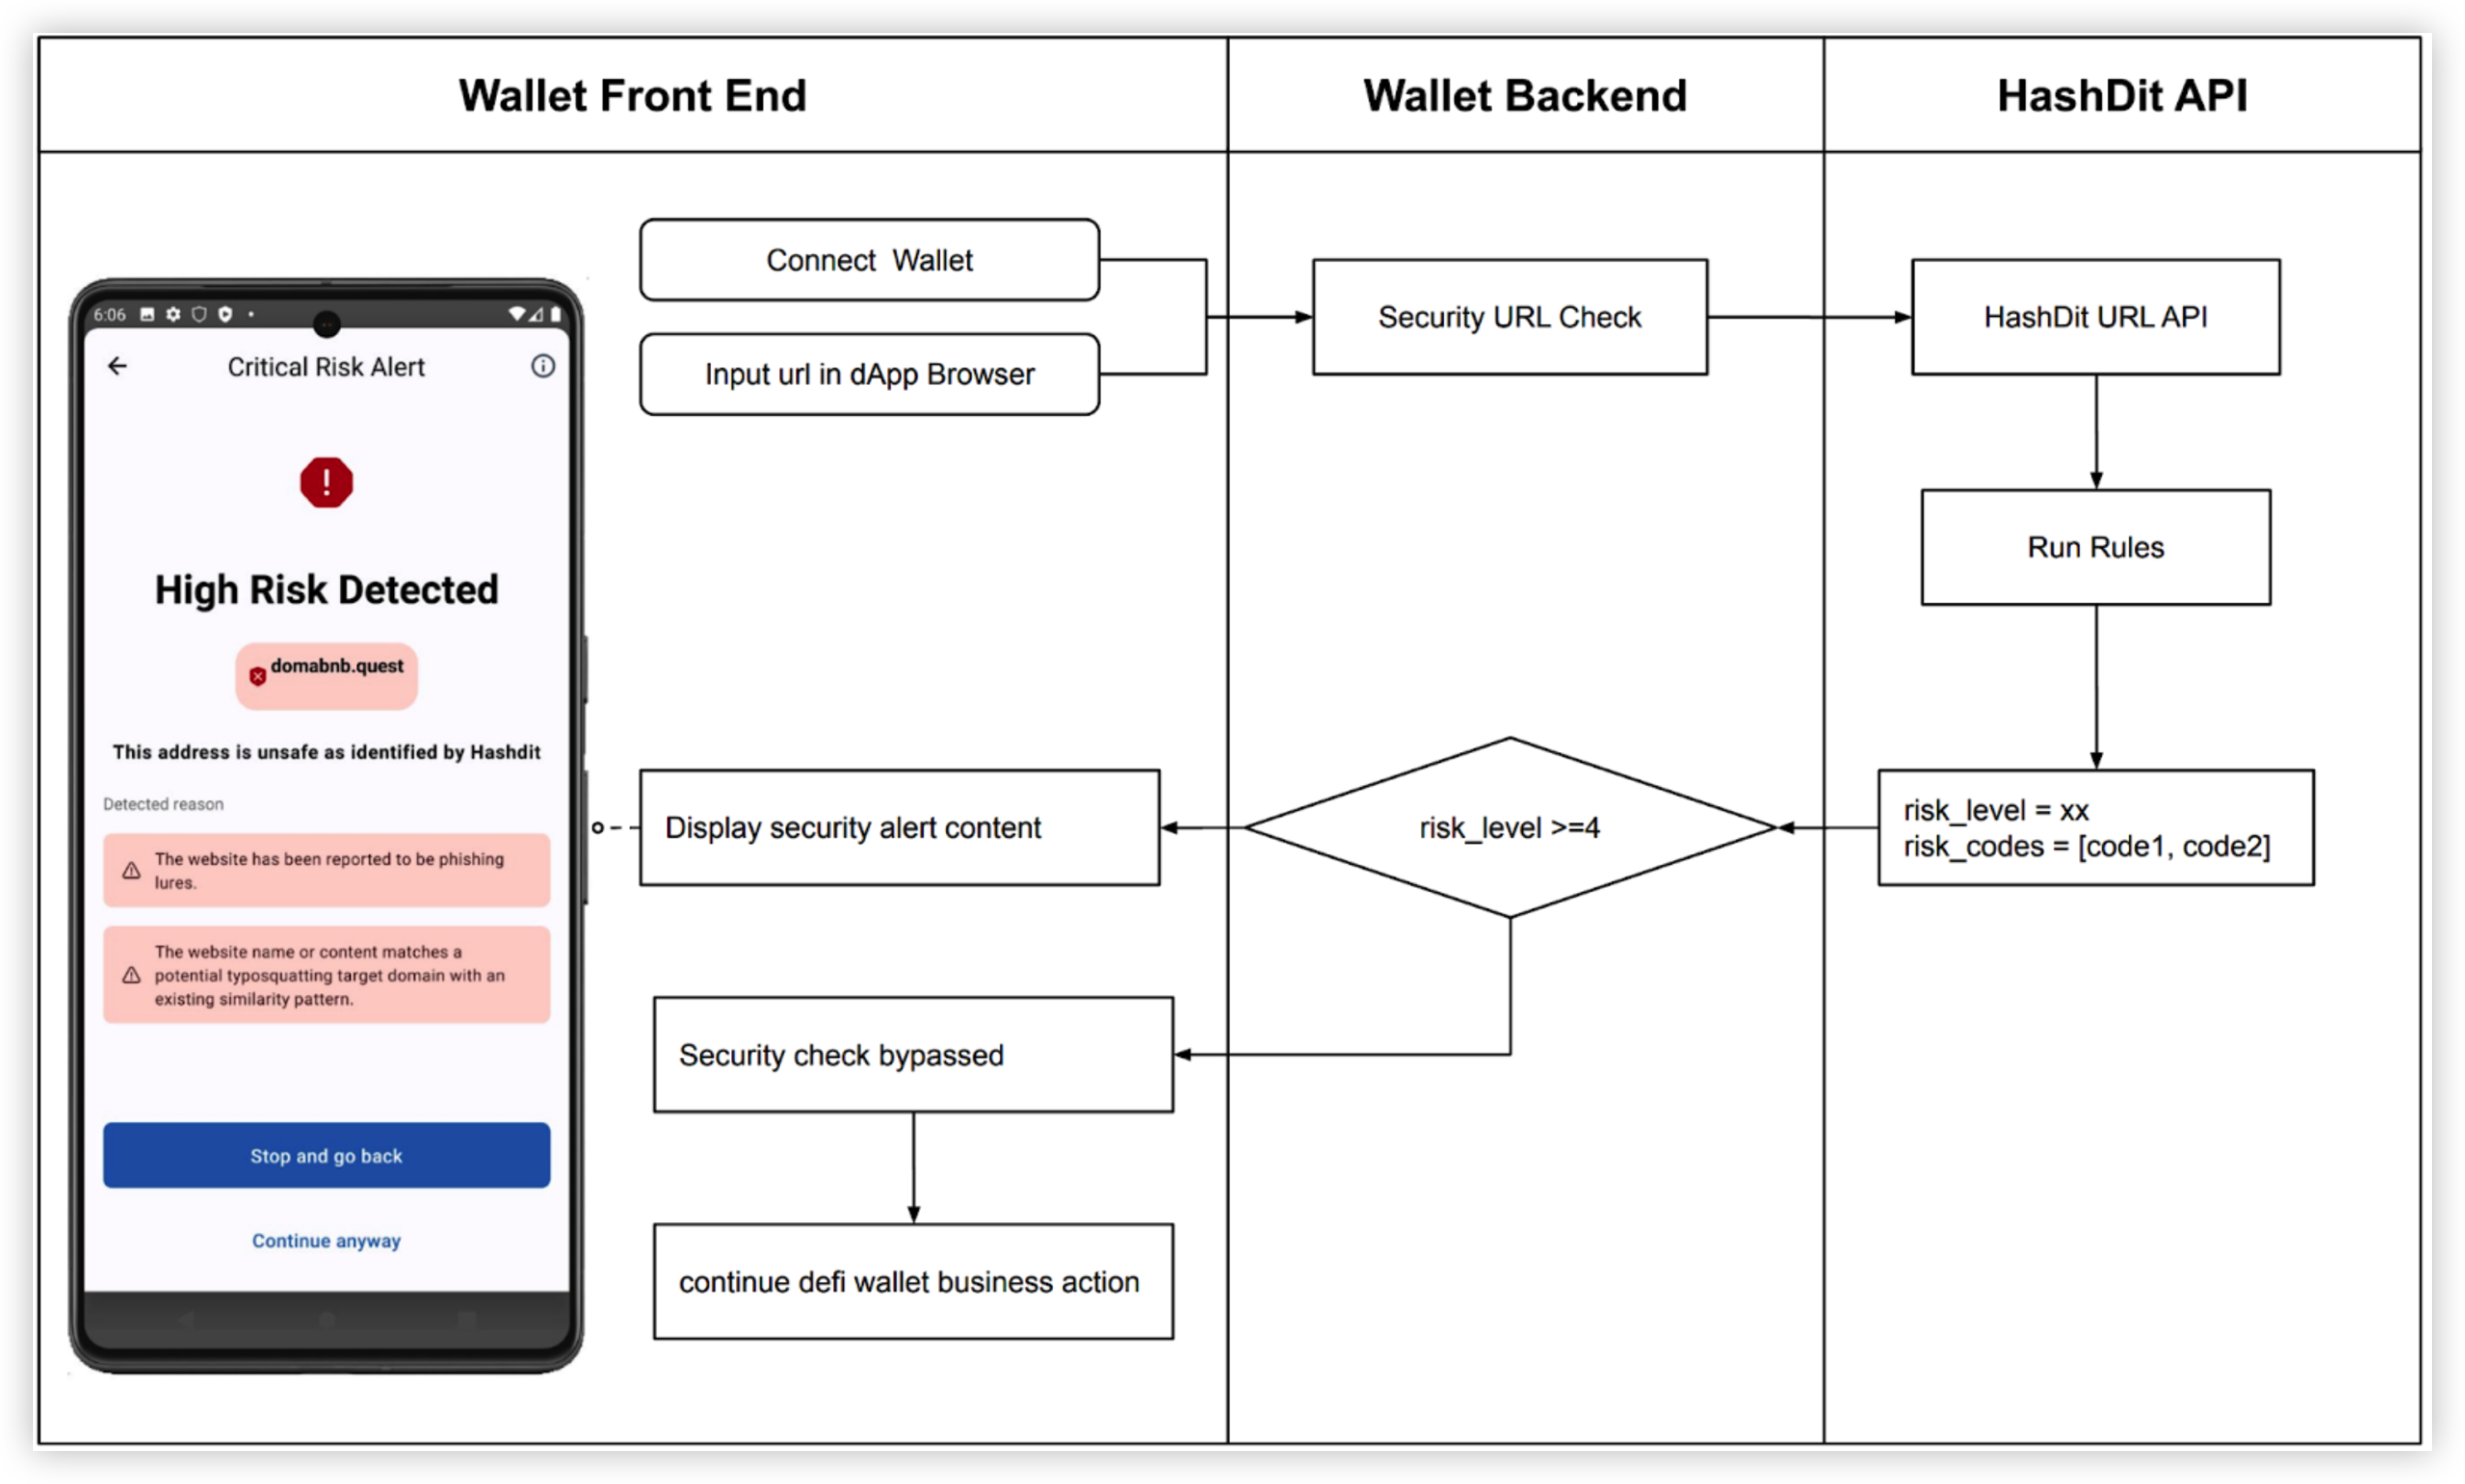 Wallet Front End
Wallet Backend
HashDit API
6:06
Critical Risk Alert
High Risk Detected
domabnb.quest
This address is unsafe as identified by Hashdit
Detected reason
The website has been reported to be phishing
lures.
The website name or content matches a
potential typosquatting target domain with an
existing similarity pattern.
Stop and go back
Continue anyway
Connect Wallet
Input url in dApp Browser
Security URL Check
HashDit URL API
Run Rules
risk_level = xx
risk_codes = [code1, code2]
risk_level >=4
Display security alert content
Security check bypassed
continue defi wallet business action